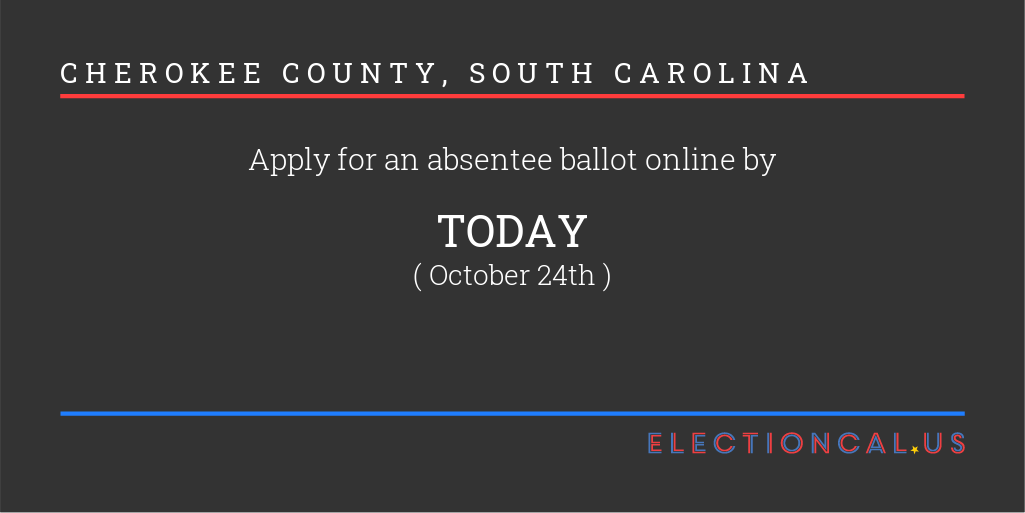 CHEROKEE COUNTY, SOUTH CAROLINA
Apply for an absentee ballot online by
TODAY
( October 24th )
ELECTIONCAL.US